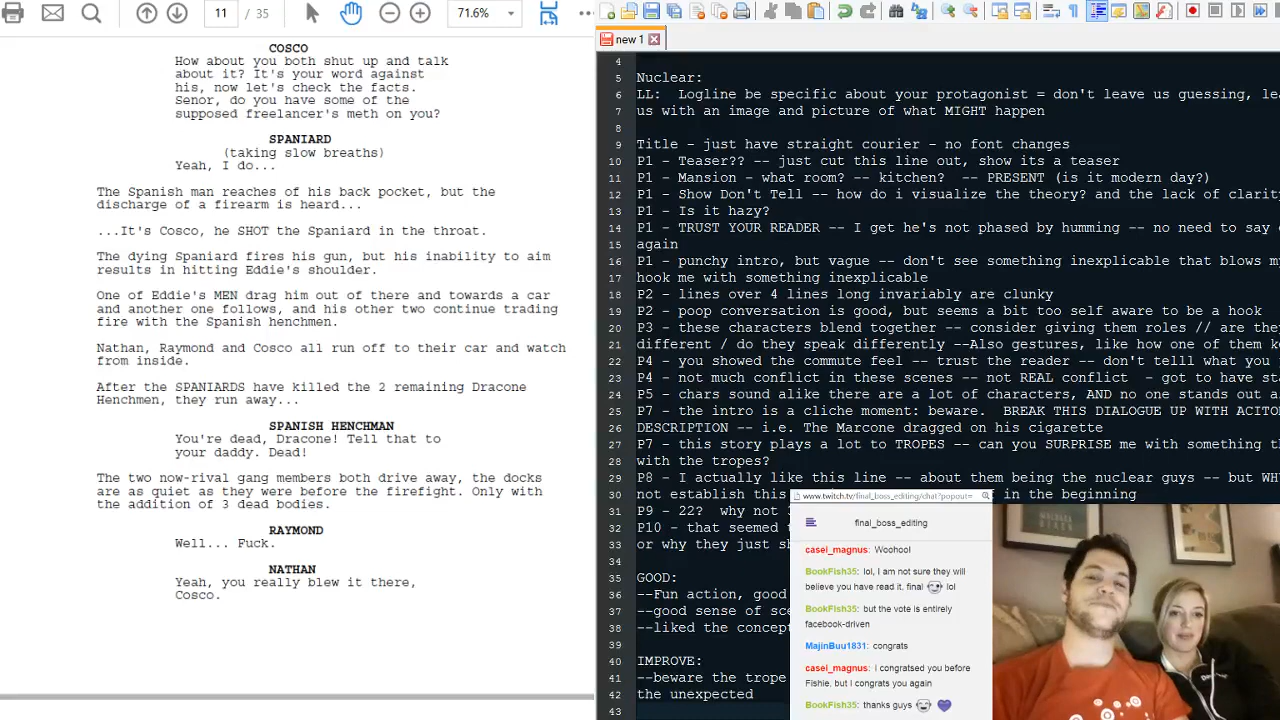 11 / 35
71.6%
COSCO
How about you both shut up and talk
about it? It's your word against
his, now let's check the facts.
Senor, do you have some of the
supposed freelancer's meth on you?
SPANIARD
(taking slow breaths)
Yeah, I do...
The Spanish man reaches of his back pocket, but the
discharge of a firearm is heard...
...It's Cosco, he SHOT the Spaniard in the throat.
The dying Spaniard fires his gun, but his inability to aim
results in hitting Eddie's shoulder.
One of Eddie's MEN drag him out of there and towards a car
and another one follows, and his other two continue trading
fire with the Spanish henchmen.
Nathan, Raymond and Cosco all run off to their car and watch
from inside.
After the SPANIARDS have killed the 2 remaining Dracone
Henchmen, they run away...
SPANISH HENCHMAN
You're dead, Dracone! Tell that to
your daddy. Dead!
The two now-rival gang members both drive away, the docks
are as quiet as they were before the firefight. Only with
the addition of 3 dead bodies.
RAYMOND
Well... Fuck.
NATHAN
Yeah, you really blew it there,
Cosco.
new 1
4
5 Nuclear:
6 LL: Logline be specific about your protagonist = don't leave us guessing, lea
7 us with an image and picture of what MIGHT happen
8
9 Title - just have straight courier - no font changes
10 P1 - Teaser?? -- just cut this line out, show its a teaser
11 P1 - Mansion - what room? -- kitchen? -- PRESENT (is it modern day?)
12 P1 - Show Don't Tell -- how do i visualize the theory? and the lack of clarit
13 P1 - Is it hazy?
14 P1 - TRUST YOUR READER -- I get he's not phased by humming -- no need to say
15 again
16 P1 - punchy intro, but vague -- don't see something inexplicable that blows my
17 hook me with something inexplicable
18 P2 - lines over 4 lines long invariably are clunky
19 P2 - poop conversation is good, but seems a bit too self aware to be a hook
20 P3 - these characters blend together -- consider giving them roles // are the
21 different / do they speak differently --Also gestures, like how one of them k
22 P4 - you showed the commute feel -- trust the reader -- don't telll what you
23 P4 - not much conflict in these scenes -- not REAL conflict - got to have st
24 P5 - chars sound alike there are a lot of characters, AND no one stands out a
25 P7 - the intro is a cliche moment: beware. BREAK THIS DIALOGUE UP WITH ACITO
26 DESCRIPTION -- i.e. The Marcone dragged on his cigarette
27 P7 - this story plays a lot to TROPES -- can you SURPRISE me with something t
28 with the tropes?
29 P8 - I actually like this line -- about them being the nuclear guys -- but WH
30 not establish this in the beginning
31 P9 - 22? why not
32 P10 - that seemed
33 or why they just s
34
35 GOOD:
36 --Fun action, good
37 --good sense of sc
38 --liked the concep
39
40 IMPROVE:
41 --beware the trope
42 the unexpected
43
www.twitch.tv/final_boss_editing/chat?popout=
final_boss_editing
casel_magnus: Woohoo!
BookFish35: lol, I am not sure they will
believe you have read it, final lol
BookFish35: but the vote is entirely
facebook-driven
MajinBuu1831: congrats
casel_magnus: I congratsed you before
Fishie. but I congrats you again
BookFish35: thanks guys